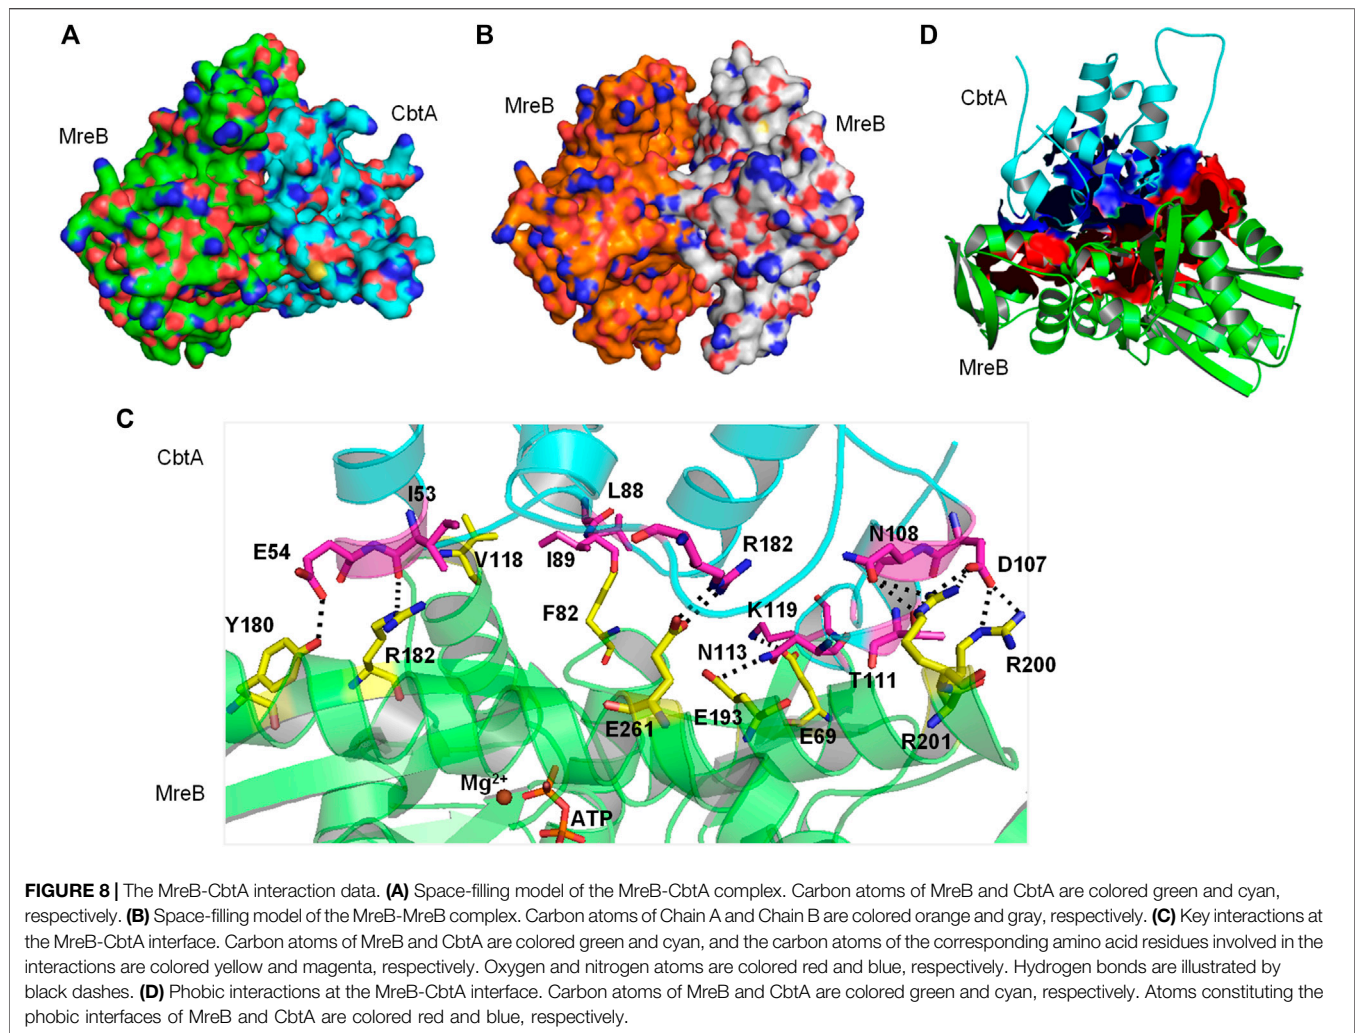 A
B
D
MreB
CbtA
MreB
MreB
CbtA
MreB
C
CbtA
I53
L88
E54
V118
I89
R182
N108
D107
Y180
F82
K119
R182
N113
T111
R200
E261
E193
E69
R201
Mg2+
MreB
ATP
FIGURE 8 | The MreB-CbtA interaction data. (A) Space-filling model of the MreB-CbtA complex. Carbon atoms of MreB and CbtA are colored green and cyan,
respectively. (B) Space-filling model of the MreB-MreB complex. Carbon atoms of Chain A and Chain B are colored orange and gray, respectively. (C) Key interactions at
the MreB-CbtA interface. Carbon atoms of MreB and CbtA are colored green and cyan, and the carbon atoms of the corresponding amino acid residues involved in the
interactions are colored yellow and magenta, respectively. Oxygen and nitrogen atoms are colored red and blue, respectively. Hydrogen bonds are illustrated by
black dashes. (D) Phobic interactions at the MreB-CbtA interface. Carbon atoms of MreB and CbtA are colored green and cyan, respectively. Atoms constituting the
phobic interfaces of MreB and CbtA are colored red and blue, respectively.